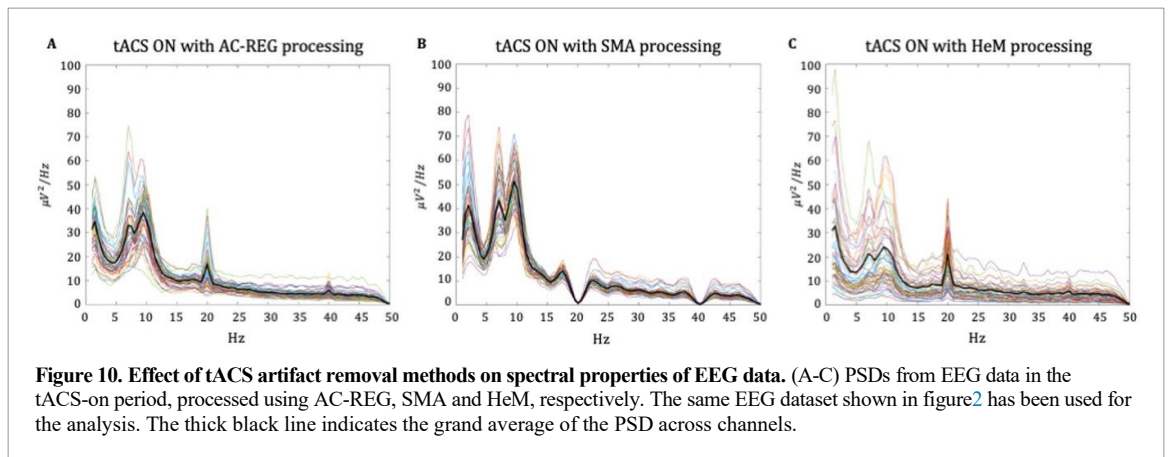 A tACS ON with AC-REG processing
B tACS ON with SMA processing
C tACS ON with HeM processing
100
90
80
70
60
50
40
30
20
10
0
μV²/Hz
0 5 10 15 20 25 30 35 40 45 50
Hz
100
90
80
70
60
50
40
30
20
10
0
μV²/Hz
0 5 10 15 20 25 30 35 40 45 50
Hz
100
90
80
70
60
50
40
30
20
10
0
μV²/Hz
0 5 10 15 20 25 30 35 40 45 50
Hz
Figure 10. Effect of tACS artifact removal methods on spectral properties of EEG data. (A-C) PSDs from EEG data in the
tACS-on period, processed using AC-REG, SMA and HeM, respectively. The same EEG dataset shown in figure2 has been used for
the analysis. The thick black line indicates the grand average of the PSD across channels.